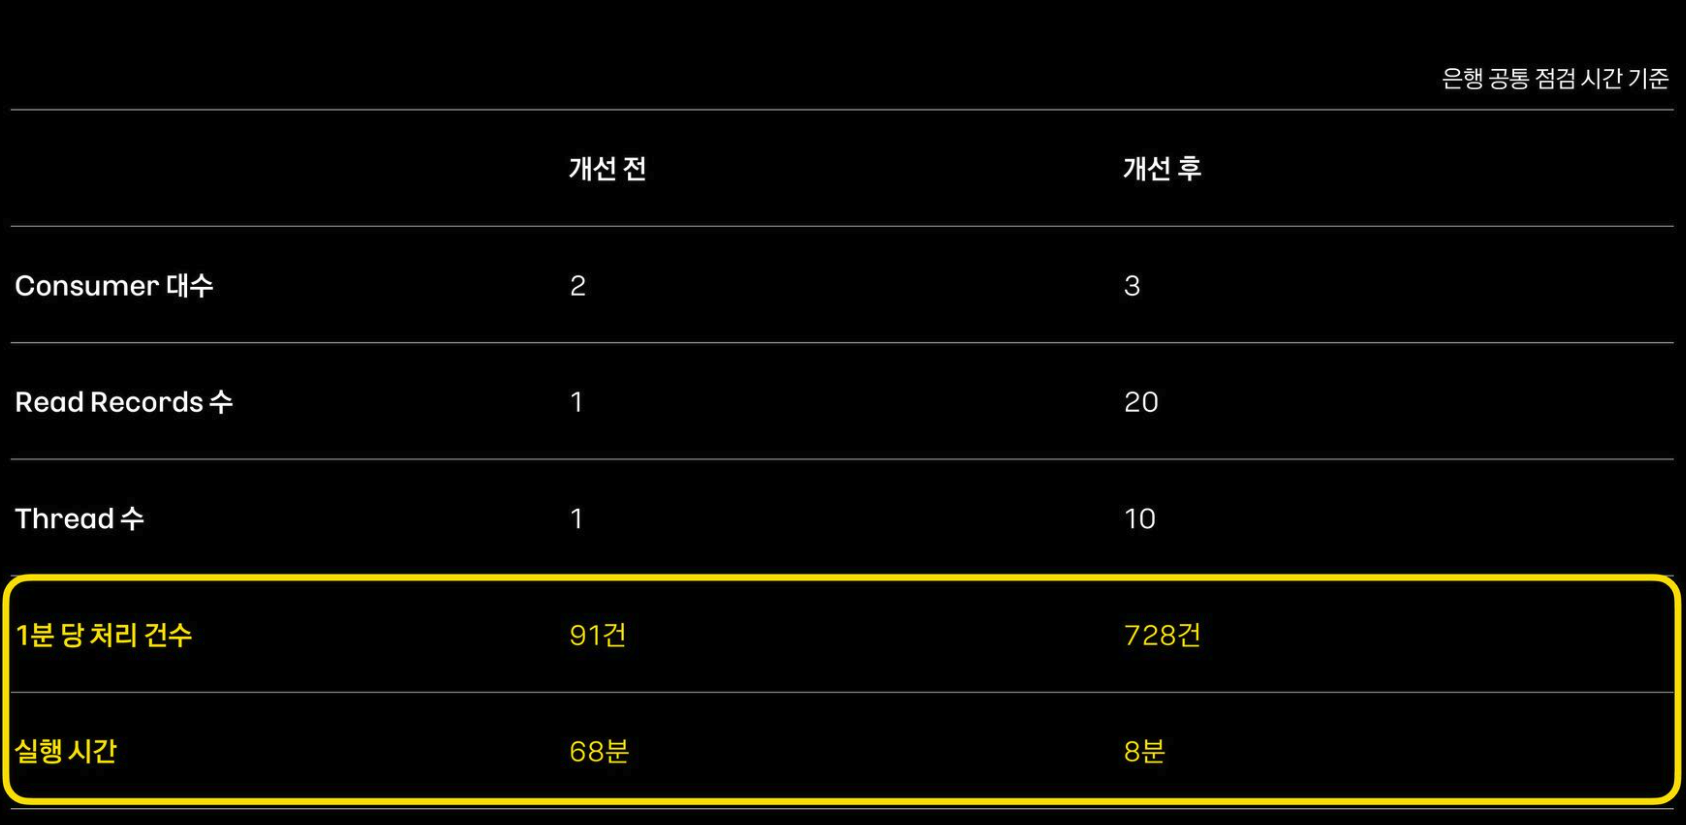 은행 공통 점검 시간 기준
개선 전 개선 후
Consumer 대수 2 3
Read Records 수 1 20
Thread 수 1 10
1분 당 처리 건수 91건 728건
실행 시간 68분 8분